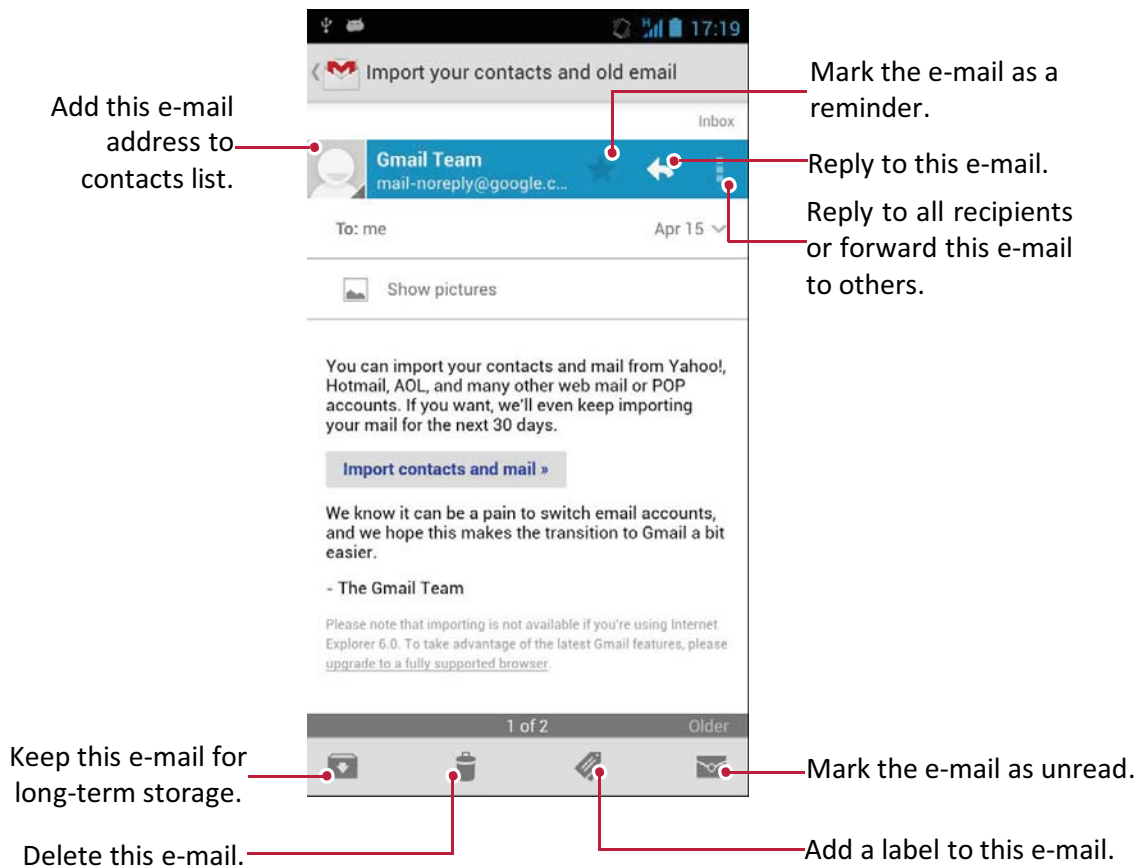 H 17:19
Import your contacts and old email
Inbox
Gmail Team
mail-noreply@google.c...
To: me
Apr 15
Show pictures
You can import your contacts and mail from Yahoo!,
Hotmail, AOL, and many other web mail or POP
accounts. If you want, we'll even keep importing
your mail for the next 30 days.
Import contacts and mail »
We know it can be a pain to switch email accounts,
and we hope this makes the transition to Gmail a bit
easier.
- The Gmail Team
Please note that importing is not available if you're using Internet
Explorer 6.0. To take advantage of the latest Gmail features, please
upgrade to a fully supported browser.
1 of 2
Older
Add this e-mail
address to
contacts list.
Mark the e-mail as a
reminder.
Reply to this e-mail.
Reply to all recipients
or forward this e-mail
to others.
Keep this e-mail for
long-term storage.
Delete this e-mail.
Mark the e-mail as unread.
Add a label to this e-mail.